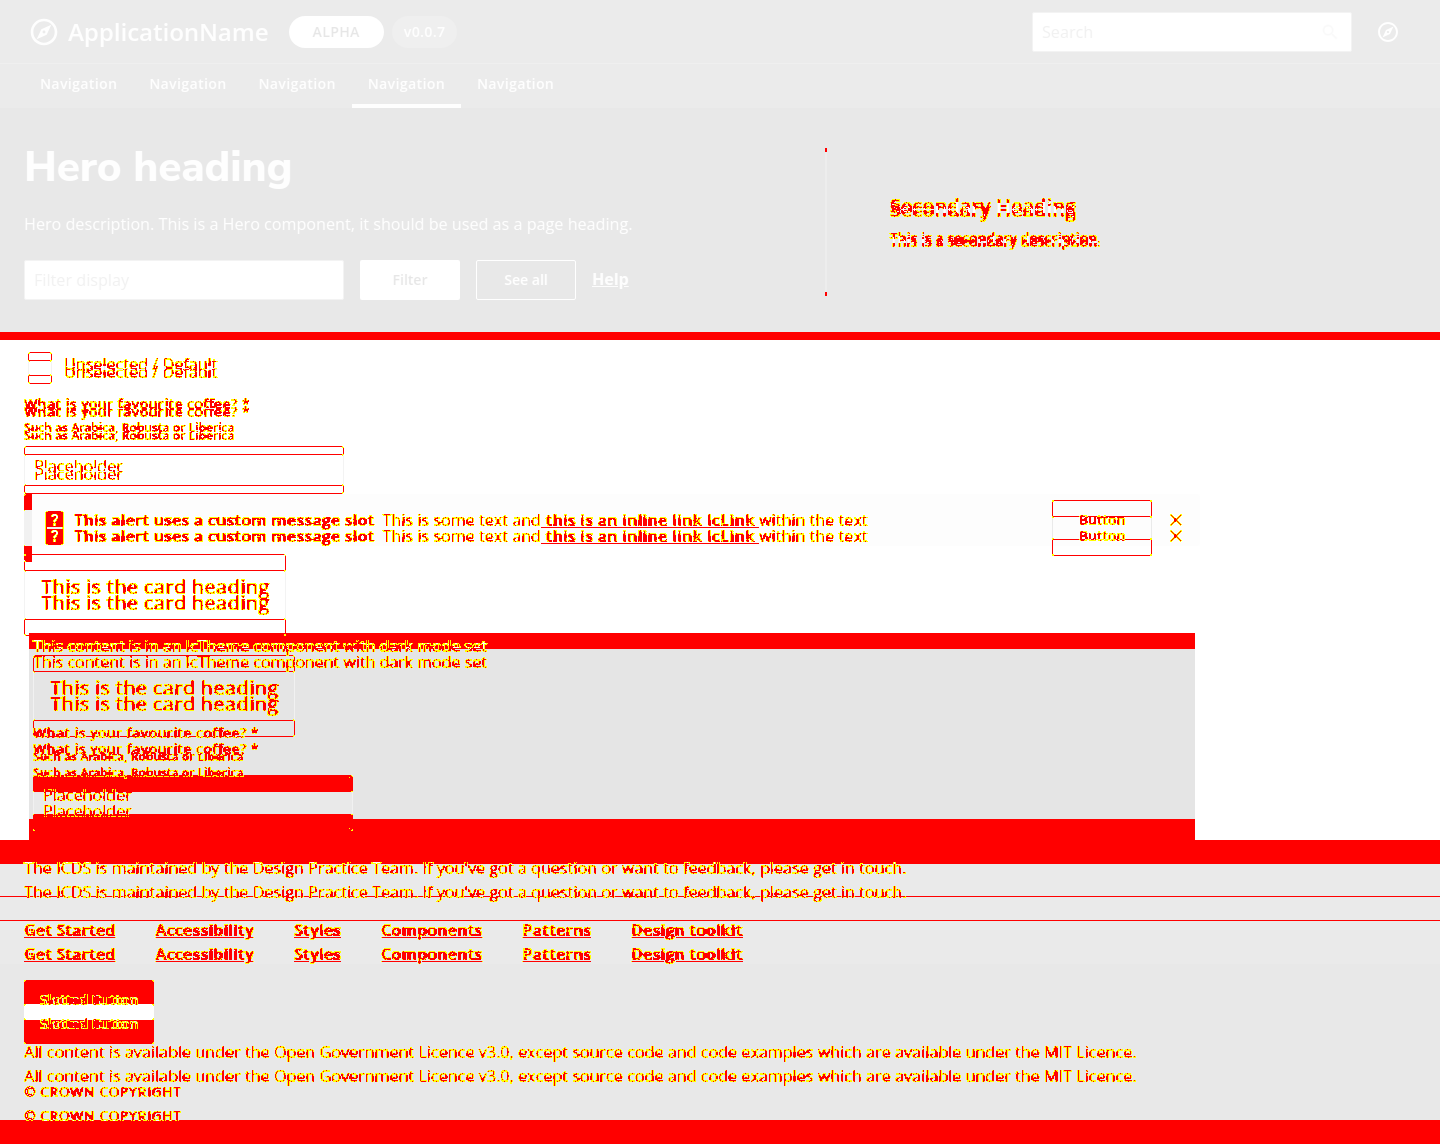 ApplicationName ALPHA v0.0.7 Search
Navigation Navigation Navigation Navigation Navigation
Hero heading
Secondary Heading
Hero description. This is a Hero component, it should be used as a page heading.
This is a secondary description
Filter display Filter See all Help
Unselected / Default
Unselected / Default
What is your favourite coffee? *
What is your favourite coffee? *
Such as Arabica, Robusta or Liberica
Such as Arabica, Robusta or Liberica
Placeholder
Placeholder
? This alert uses a custom message slot This is some text and this is an inline link IcLink within the text Button
? This alert uses a custom message slot This is some text and this is an inline link IcLink within the text Button
This is the card heading
This is the card heading
This content is in an IcTheme component with dark mode set
This content is in an IcTheme component with dark mode set
This is the card heading
This is the card heading
What is your favourite coffee? *
What is your favourite coffee? *
Such as Arabica, Robusta or Liberica
Such as Arabica, Robusta or Liberica
Placeholder
Placeholder
The ICDS is maintained by the Design Practice Team. If you've got a question or want to feedback, please get in touch.
The ICDS is maintained by the Design Practice Team. If you've got a question or want to feedback, please get in touch.
Get Started Accessibility Styles Components Patterns Design toolkit
Get Started Accessibility Styles Components Patterns Design toolkit
Slotted Button
Slotted Button
All content is available under the Open Government Licence v3.0, except source code and code examples which are available under the MIT Licence.
All content is available under the Open Government Licence v3.0, except source code and code examples which are available under the MIT Licence.
© CROWN COPYRIGHT
© CROWN COPYRIGHT